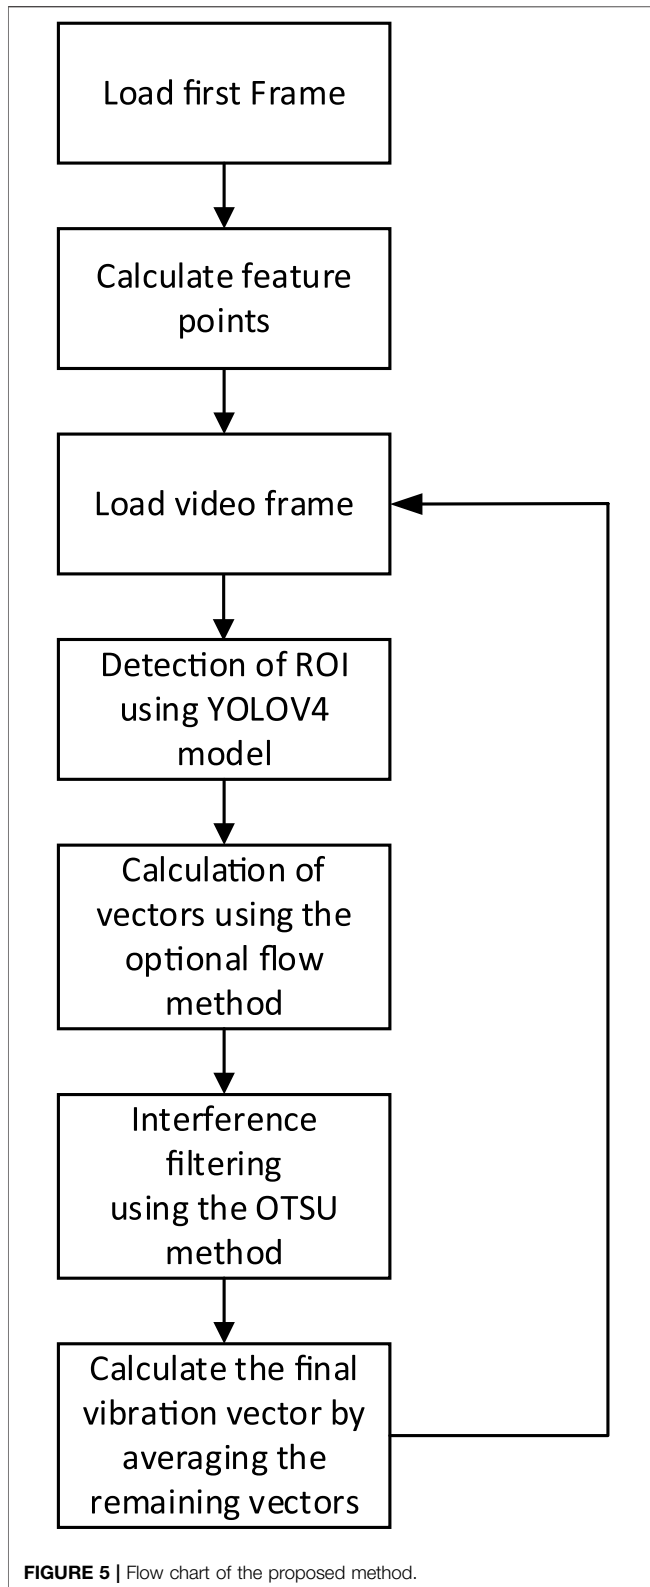 Load first Frame
Calculate feature
points
Load video frame
Detection of ROI
using YOLOV4
model
Calculation of
vectors using the
optional flow
method
Interference
filtering
using the OTSU
method
Calculate the final
vibration vector by
averaging the
remaining vectors
FIGURE 5 | Flow chart of the proposed method.